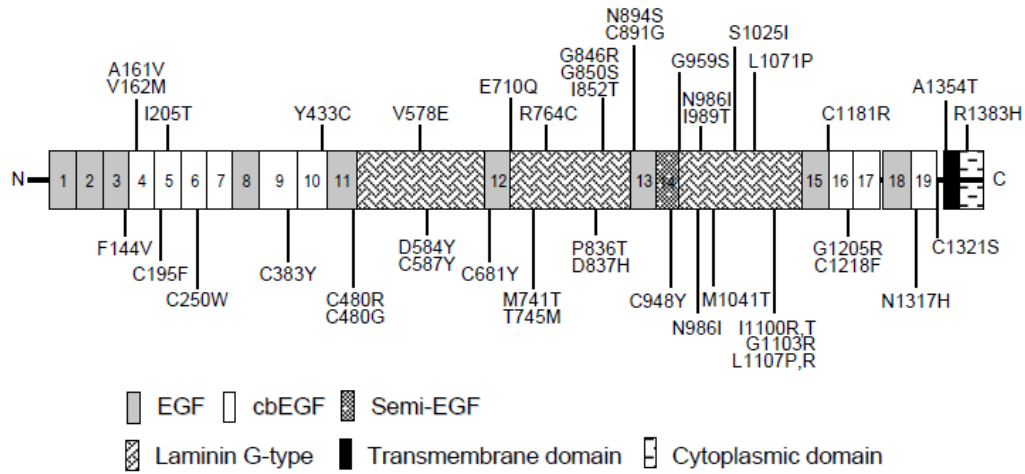 N894S
C891G
S1025I
G846R
G850S
I852T
G959S
L1071P
A161V
V162M
E710Q
N986I
I989T
A1354T
I205T
Y433C
V578E
R764C
C1181R
R1383H
N
1 2 3 4 5 6 7 8 9 10 11 12 13 14 15 16 17 18 19
C
F144V
C195F
C250W
C383Y
C480R
C480G
D584Y
C587Y
C681Y
M741T
T745M
P836T
D837H
C948Y
N986I
M1041T
I1100R,T
G1103R
L1107P,R
G1205R
C1218F
N1317H
C1321S
EGF
cbEGF
Semi-EGF
Laminin G-type
Transmembrane domain
Cytoplasmic domain